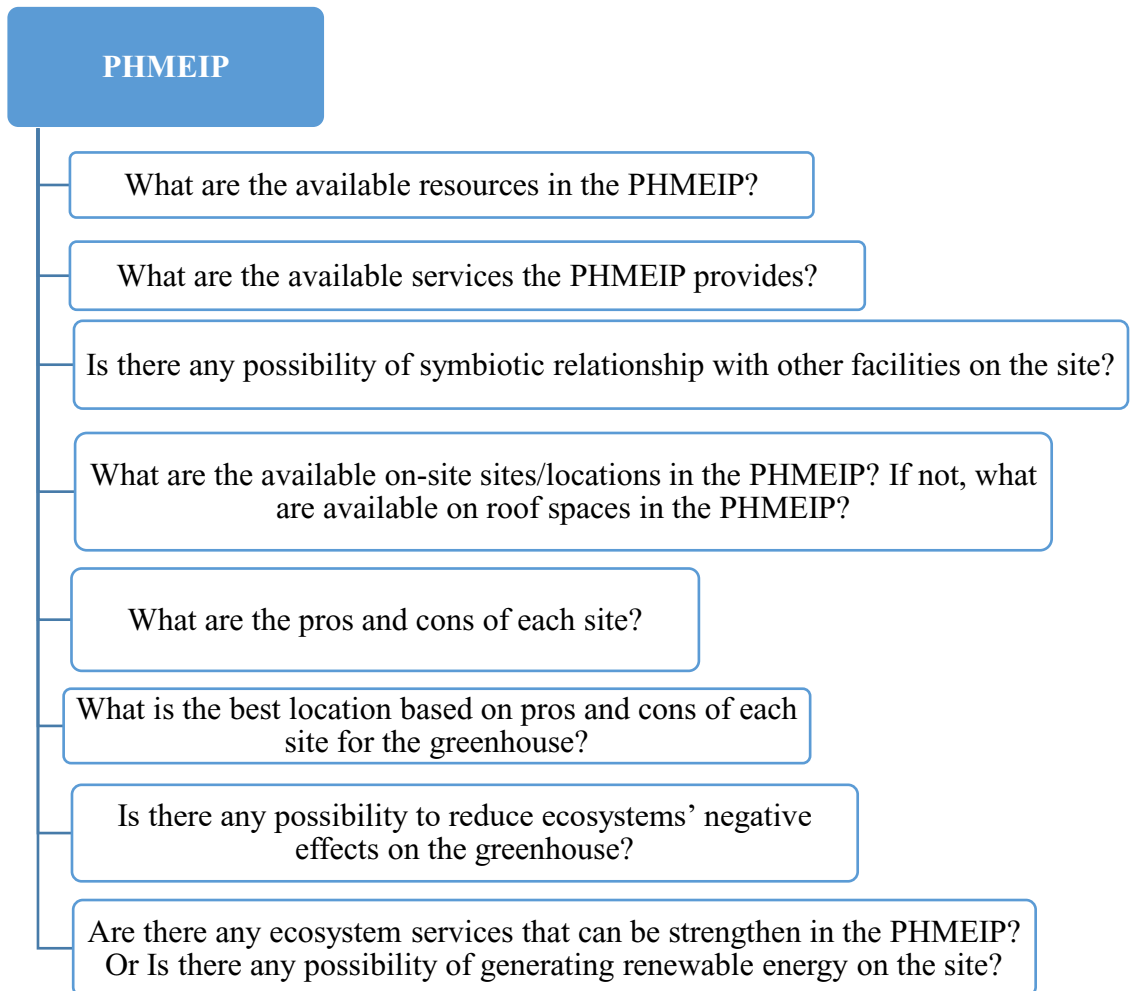 PHMEIP
What are the available resources in the PHMEIP?
What are the available services the PHMEIP provides?
Is there any possibility of symbiotic relationship with other facilities on the site?
What are the available on-site sites/locations in the PHMEIP? If not, what
are available on roof spaces in the PHMEIP?
What are the pros and cons of each site?
What is the best location based on pros and cons of each
site for the greenhouse?
Is there any possibility to reduce ecosystems’ negative
effects on the greenhouse?
Are there any ecosystem services that can be strengthen in the PHMEIP?
Or Is there any possibility of generating renewable energy on the site?